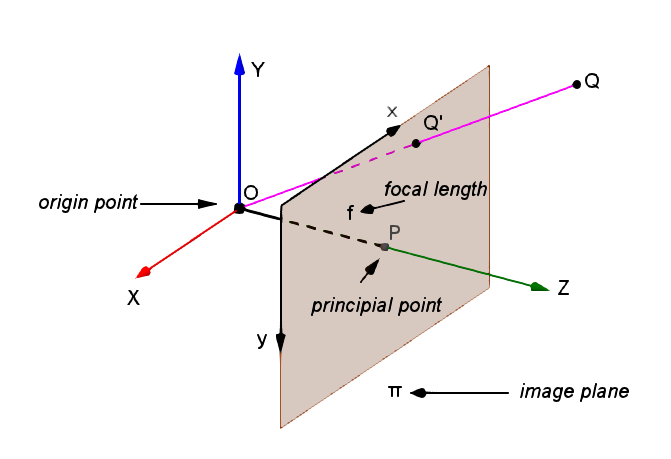 Y
Q
x
Q'
O
focal length
origin point
f
P
X
Z
principial point
y
π
image plane